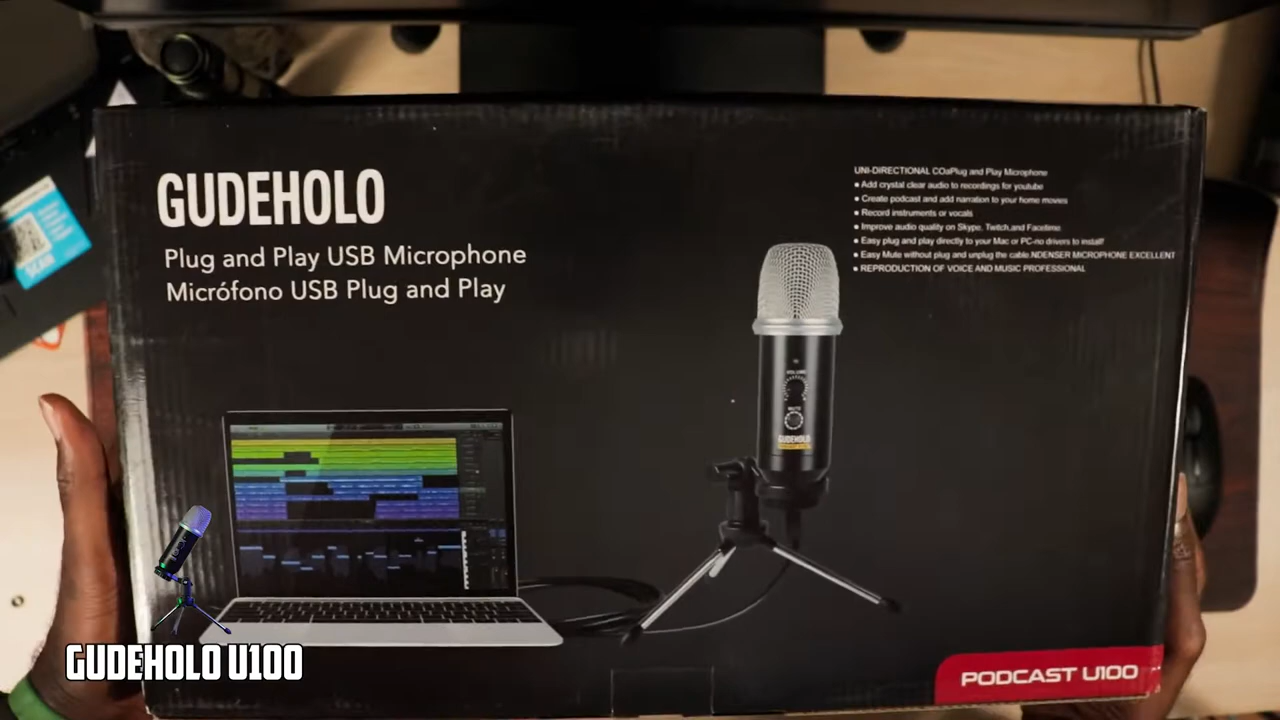 GUDEHOLO
Plug and Play USB Microphone
Micrófono USB Plug and Play
UNI-DIRECTIONAL COaPlug and Play Microphone
• Add crystal clear audio to recordings for youtube
• Create podcast and add narration to your home movies
• Record instruments or vocals
• Improve audio quality on Skype, Twitch,and Facetime
• Easy plug and play directly to your Mac or PC-no drivers to install!
• Easy Mute without plug and unplug the cable.NDENSER MICROPHONE EXCELLENT
• REPRODUCTION OF VOICE AND MUSIC PROFESSIONAL
VOLUME
MUTE
GUDEHOLO
SCAN
GUDEHOLO U100
PODCAST U100